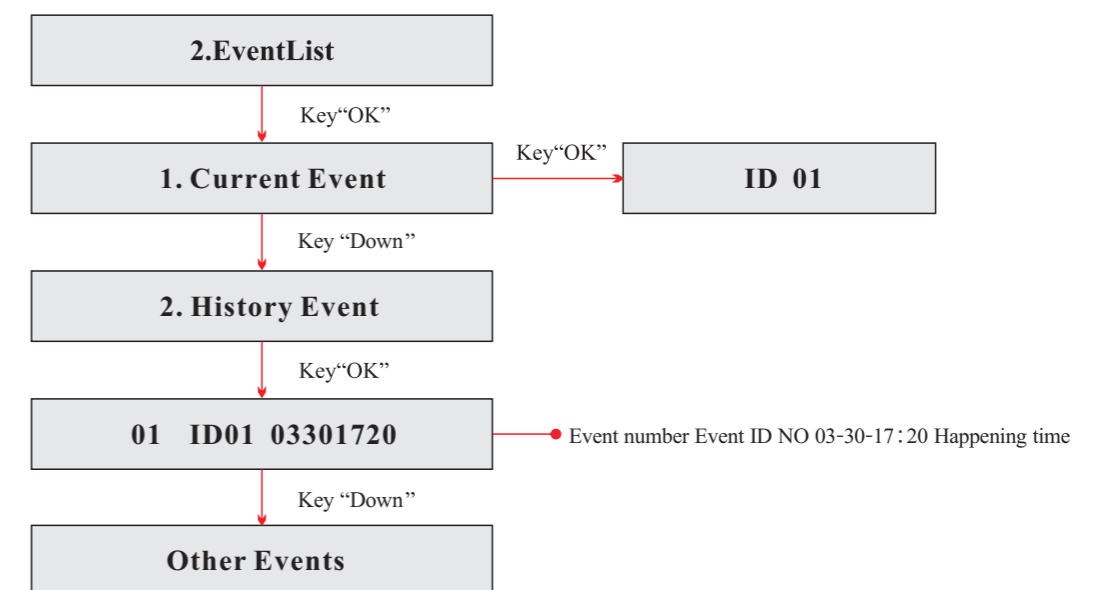 2.EventList
Key“OK”
1. Current Event
Key“OK”
ID 01
Key “Down”
2. History Event
Key“OK”
01 ID01 03301720
Event number Event ID NO 03-30-17:20 Happening time
Key “Down”
Other Events